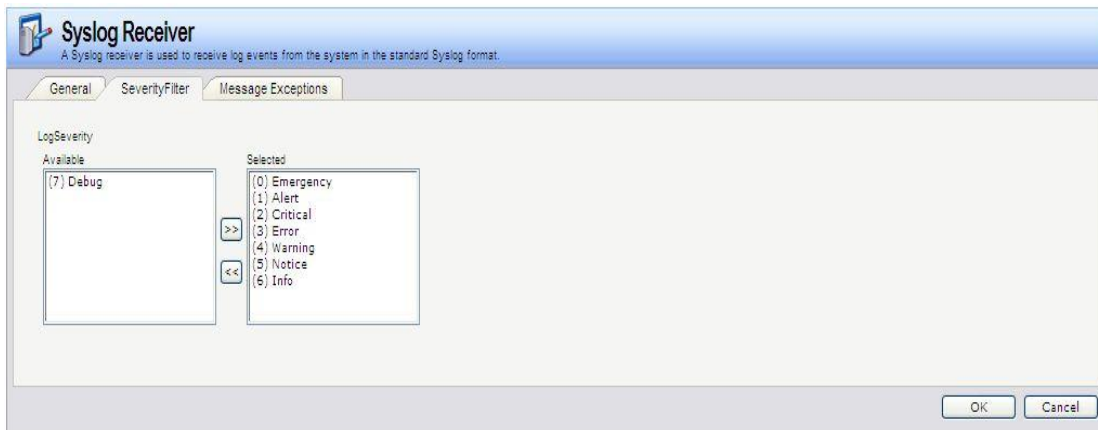 Syslog Receiver
A Syslog receiver is used to receive log events from the system in the standard Syslog format.
General SeverityFilter Message Exceptions
LogSeverity
Available Selected
(7) Debug
(0) Emergency
(1) Alert
(2) Critical
(3) Error
(4) Warning
(5) Notice
(6) Info
>>
<<
OK Cancel